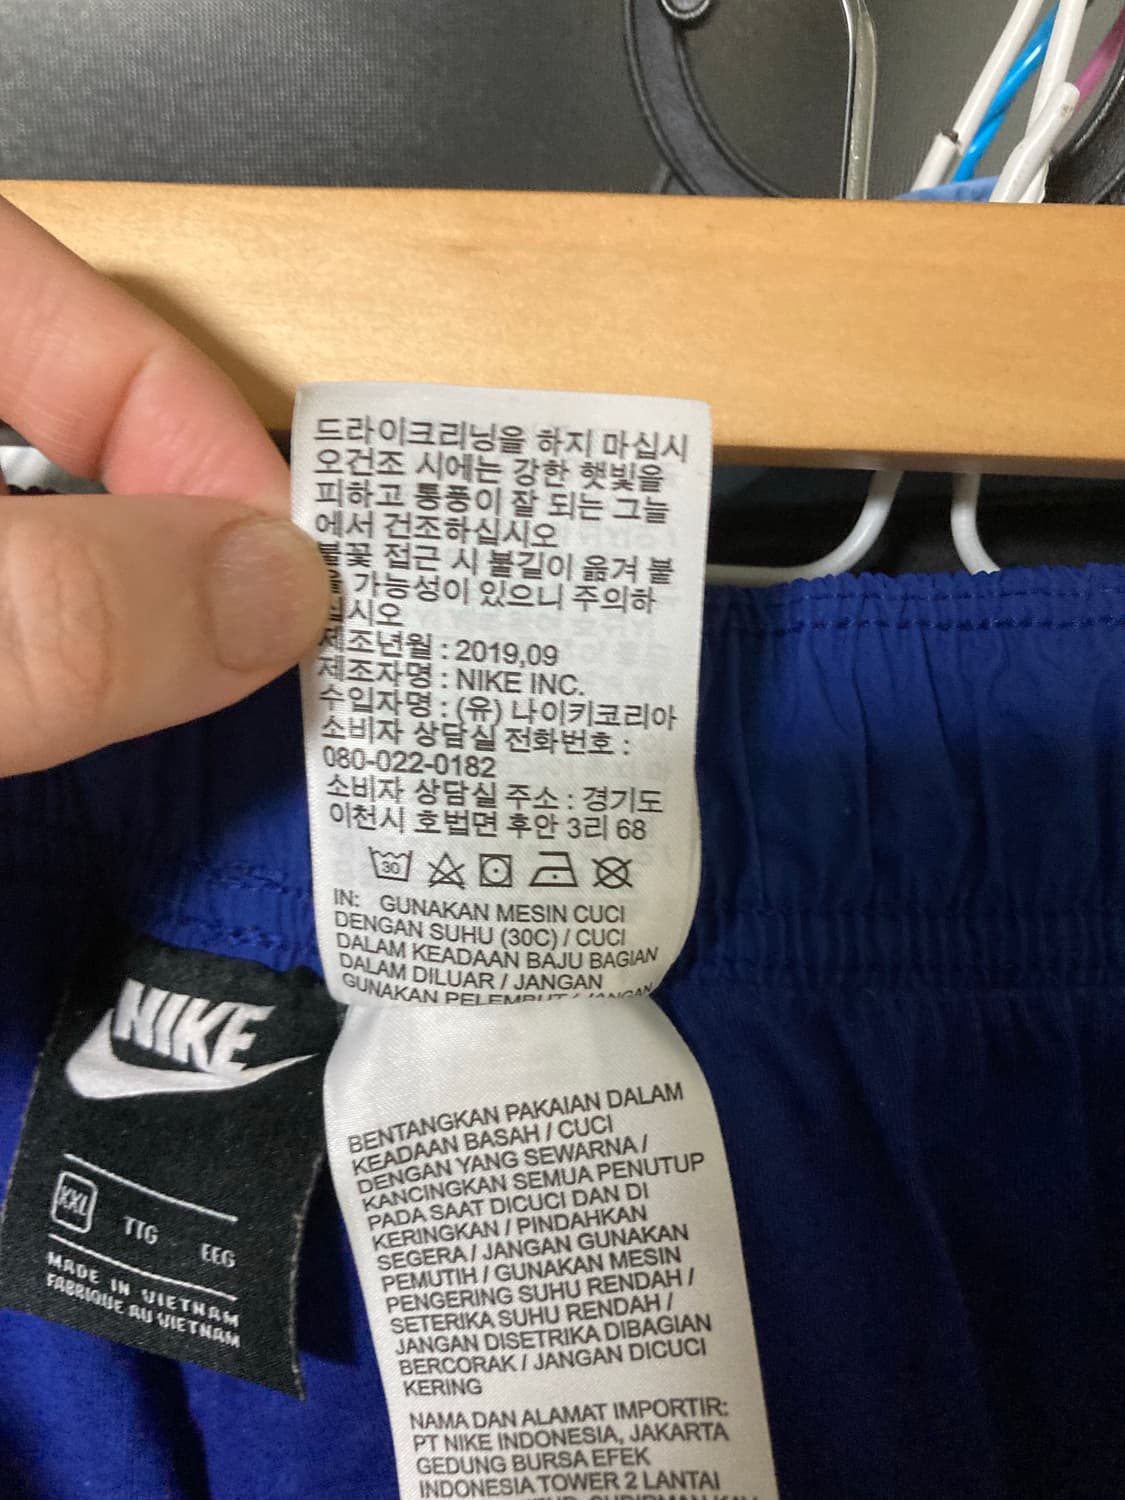 드라이크리닝을 하지 마십시
오건조 시에는 강한 햇빛을
피하고 통풍이 잘 되는 그늘
에서 건조하십시오
불꽃 접근 시 불길이 옮겨 붙
가능성이 있으니 주의하
십시오
제조년월 : 2019,09
제조자명 : NIKE INC.
수입자명 : (유) 나이키코리아
소비자 상담실 전화번호 :
080-022-0182
소비자 상담실 주소 : 경기도
이천시 호법면 후안 3리 68
30
IN: GUNAKAN MESIN CUCI
DENGAN SUHU (30C) / CUCI
DALAM KEADAAN BAJU BAGIAN
DALAM DILUAR / JANGAN
GUNAKAN PELEMBUT / JANGAN
BENTANGKAN PAKAIAN DALAM
KEADAAN BASAH / CUCI
DENGAN YANG SEWARNA /
KANCINGKAN SEMUA PENUTUP
PADA SAAT DICUCI DAN DI
KERINGKAN / PINDAHKAN
SEGERA / JANGAN GUNAKAN
PEMUTIH / GUNAKAN MESIN
PENGERING SUHU RENDAH /
SETERIKA SUHU RENDAH /
JANGAN DISETRIKA DIBAGIAN
BERCORAK / JANGAN DICUCI
KERING
NAMA DAN ALAMAT IMPORTIR:
PT NIKE INDONESIA, JAKARTA
GEDUNG BURSA EFEK
INDONESIA TOWER 2 LANTAI
NIKE
XXL TTG EEG
MADE IN VIETNAM
FABRIQUE AU VIETNAM